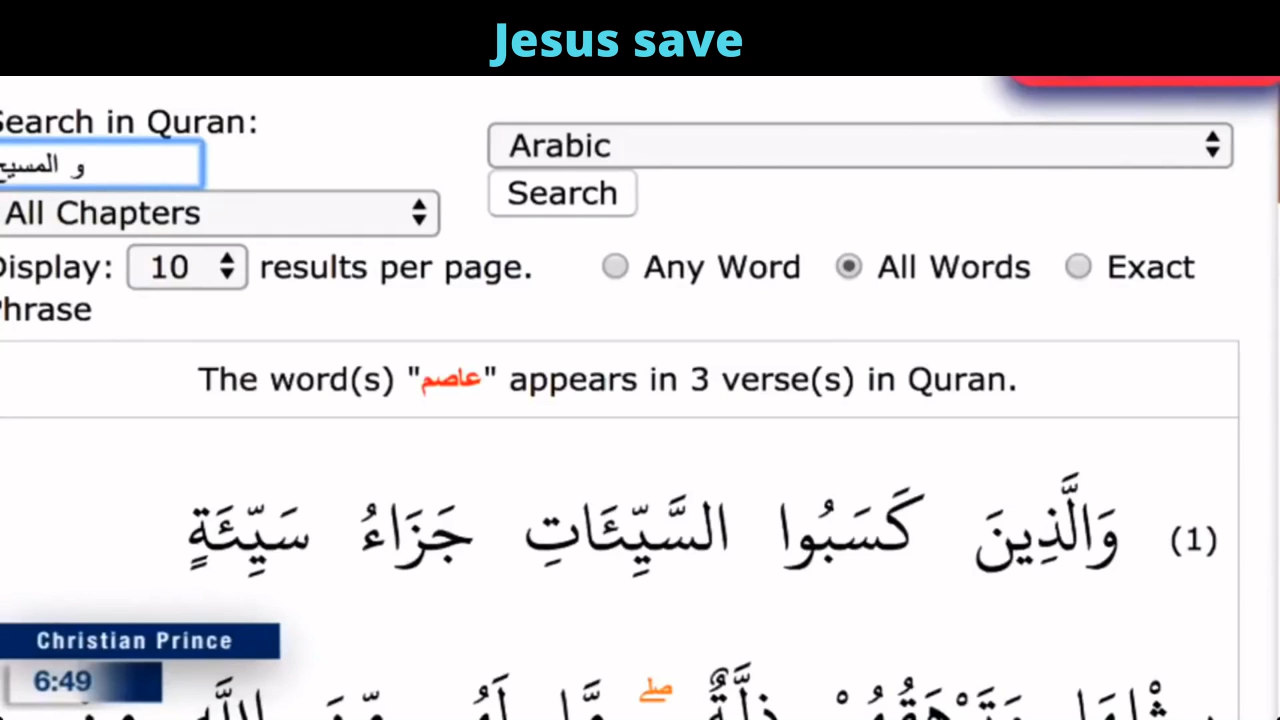 Jesus save
Search in Quran:
Arabic
و المسيح
Search
All Chapters
Display: 10 results per page. Any Word All Words Exact
Phrase
The word(s) "عاصم" appears in 3 verse(s) in Quran.
(1) وَالَّذِينَ كَسَبُوا السَّيِّئَاتِ جَزَاءُ سَيِّئَةٍ
Christian Prince
6:49
ذِلَّةٌ ۖ مَّا لَهُم مِّنَ اللَّهِ مِنْ